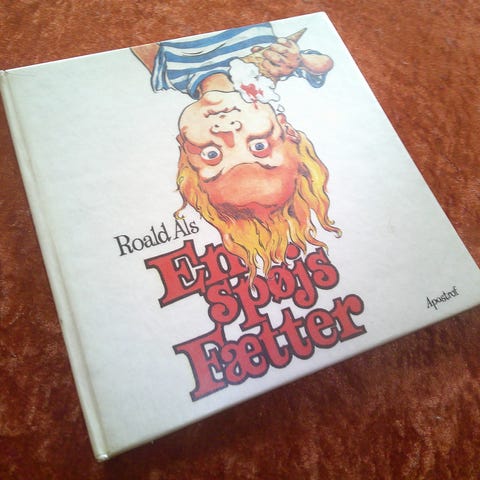 Roald Als
En
spøjs
Fætter
Apostrof